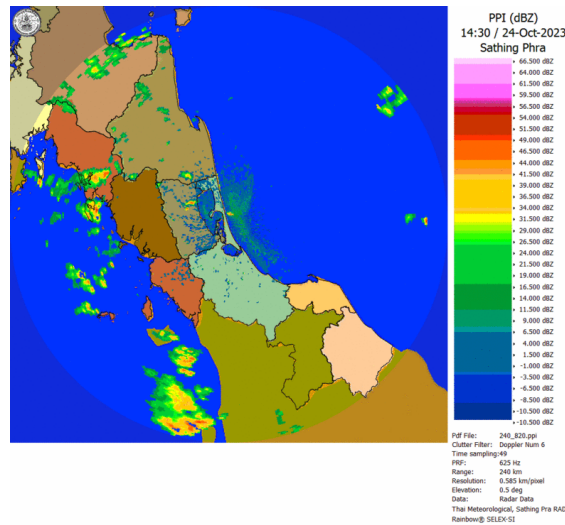 PPI (dBZ)
14:30 / 24-Oct-2023
Sathing Phra
66.500 dBZ
64.000 dBZ
61.500 dBZ
59.500 dBZ
56.500 dBZ
54.000 dBZ
51.500 dBZ
49.000 dBZ
46.500 dBZ
44.000 dBZ
41.500 dBZ
39.000 dBZ
36.500 dBZ
34.000 dBZ
31.500 dBZ
29.000 dBZ
26.500 dBZ
24.000 dBZ
21.500 dBZ
19.000 dBZ
16.500 dBZ
14.000 dBZ
11.500 dBZ
9.000 dBZ
6.500 dBZ
4.000 dBZ
1.500 dBZ
-1.000 dBZ
-3.500 dBZ
-6.500 dBZ
-8.500 dBZ
-10.500 dBZ
-10.500 dBZ
Pdf File: 240_820.ppi
Clutter Filter: Doppler Num 6
Time sampling:49
PRF: 625 Hz
Range: 240 km
Resolution: 0.585 km/pixel
Elevation: 0.5 deg
Data: Radar Data
Thai Meteorological, Sathing Pra RAD
Rainbow® SELEX-SI